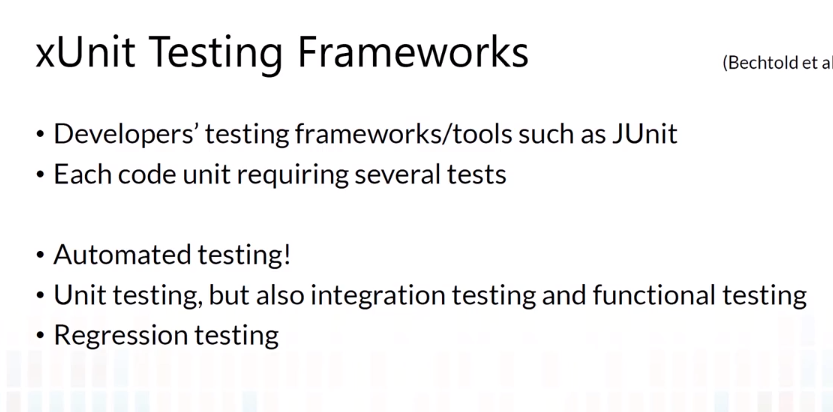 xUnit Testing Frameworks
(Bechtold et al
• Developers’ testing frameworks/tools such as JUnit
• Each code unit requiring several tests
• Automated testing!
• Unit testing, but also integration testing and functional testing
• Regression testing